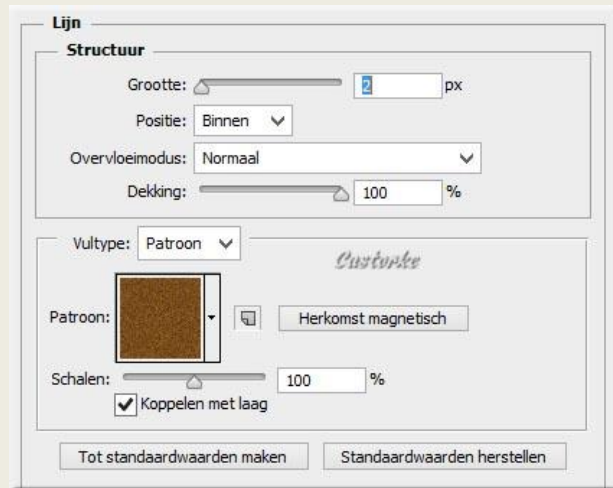 Lijn
Structuur
Grootte: 2 px
Positie: Binnen
Overvloeimodus: Normaal
Dekking: 100 %
Vultype: Patroon
Custorke
Patroon: Herkomst magnetisch
Schalen: 100 %
Koppelen met laag
Tot standaardwaarden maken Standaardwaarden herstellen